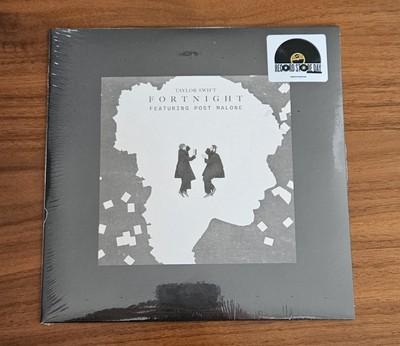 TAYLOR SWIFT
FORTNIGHT
FEATURING POST MALONE
RECORD STORE DAY